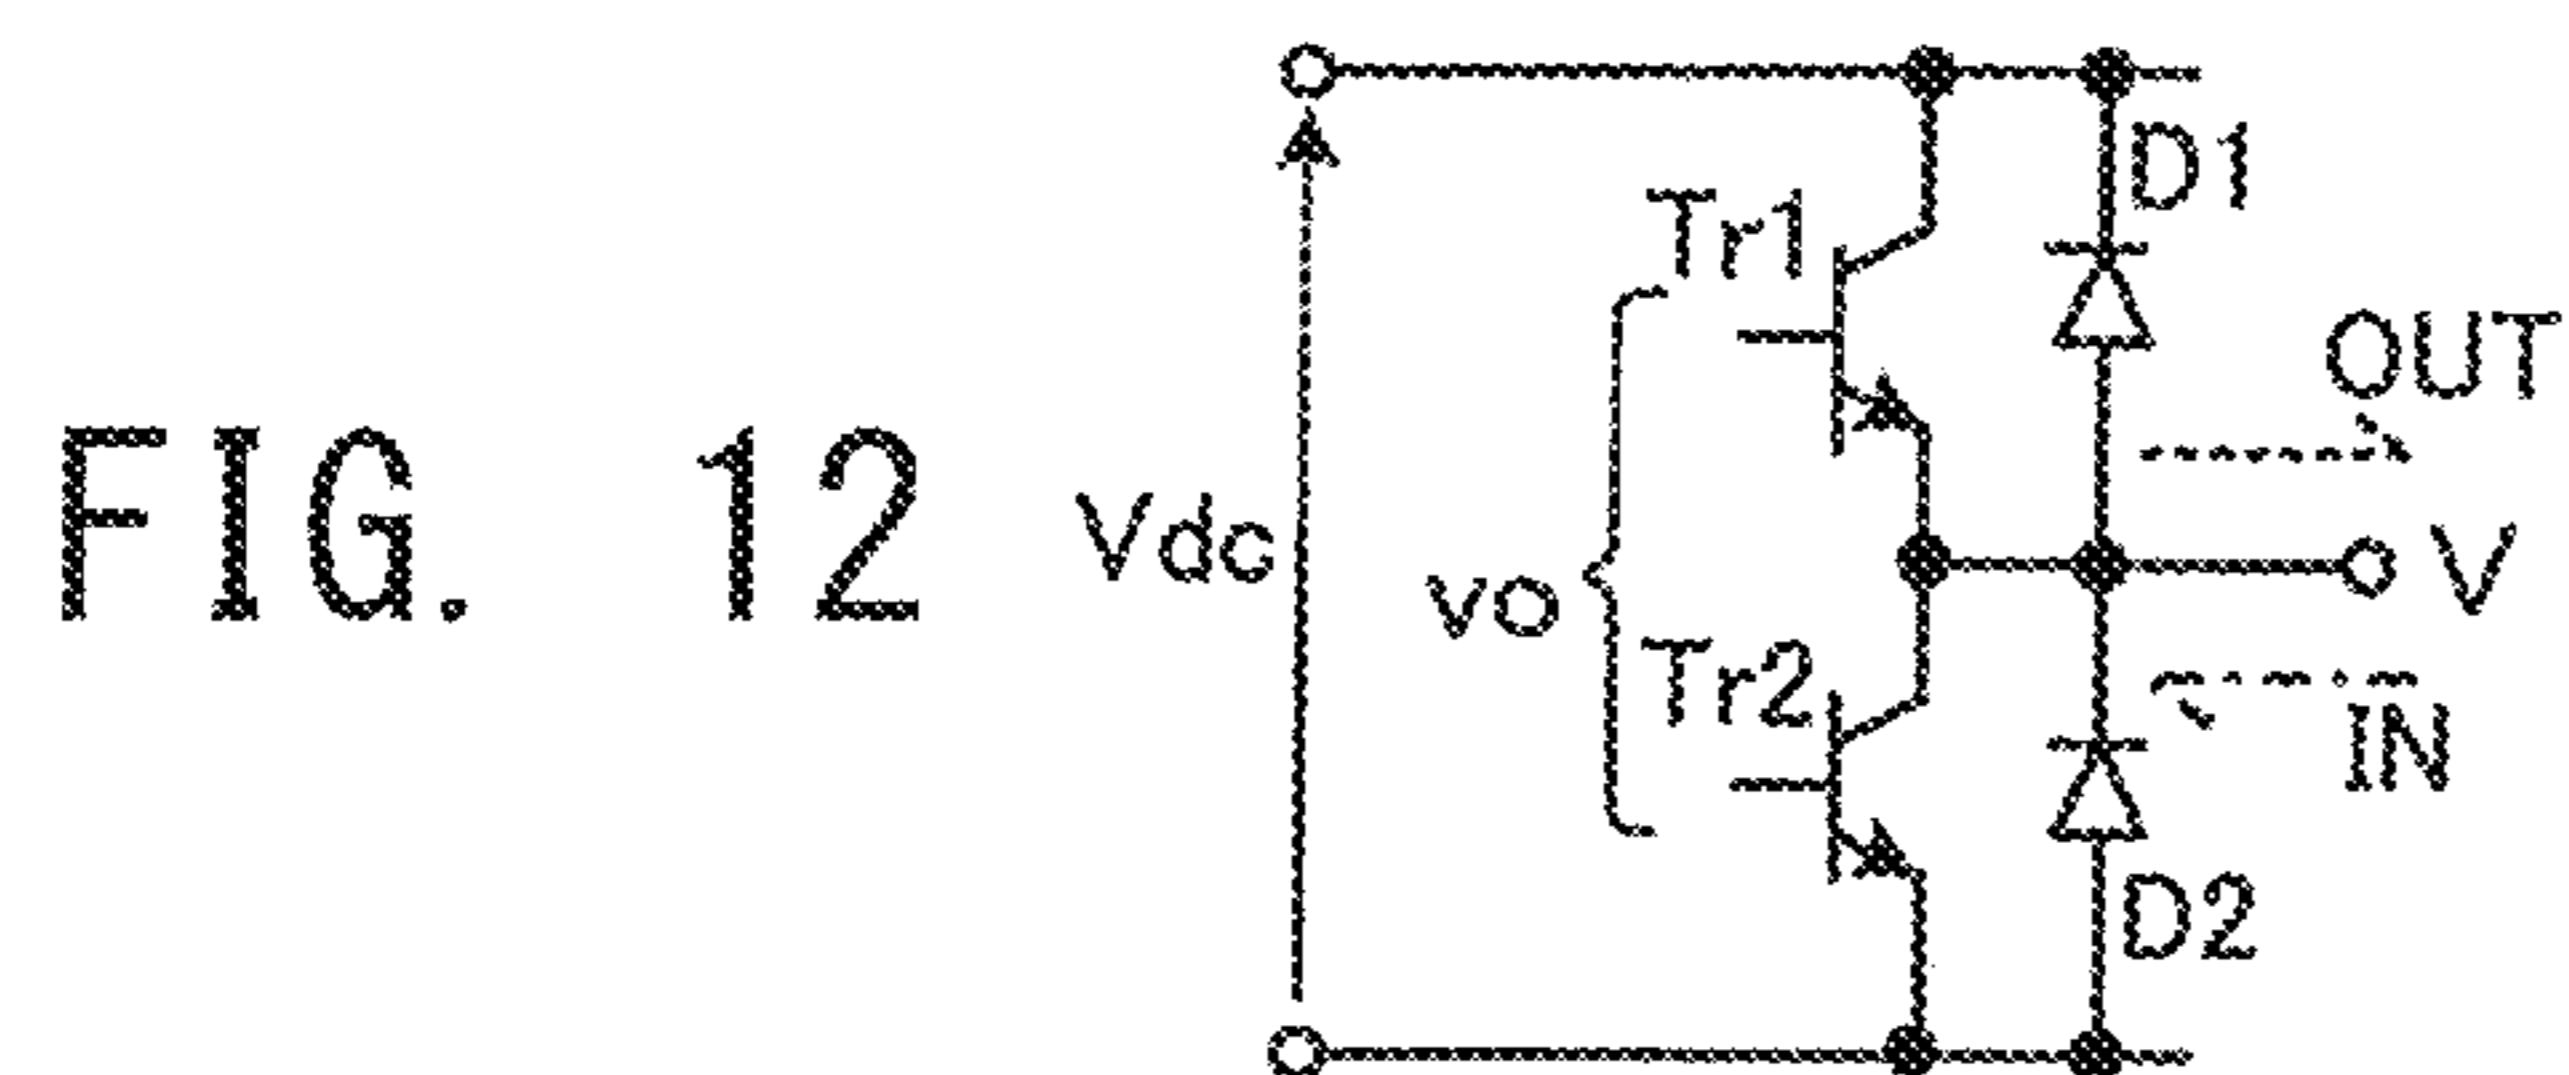 FIG. 12
Vdc
vo
Tr1
D1
OUT
V
Tr2
IN
D2